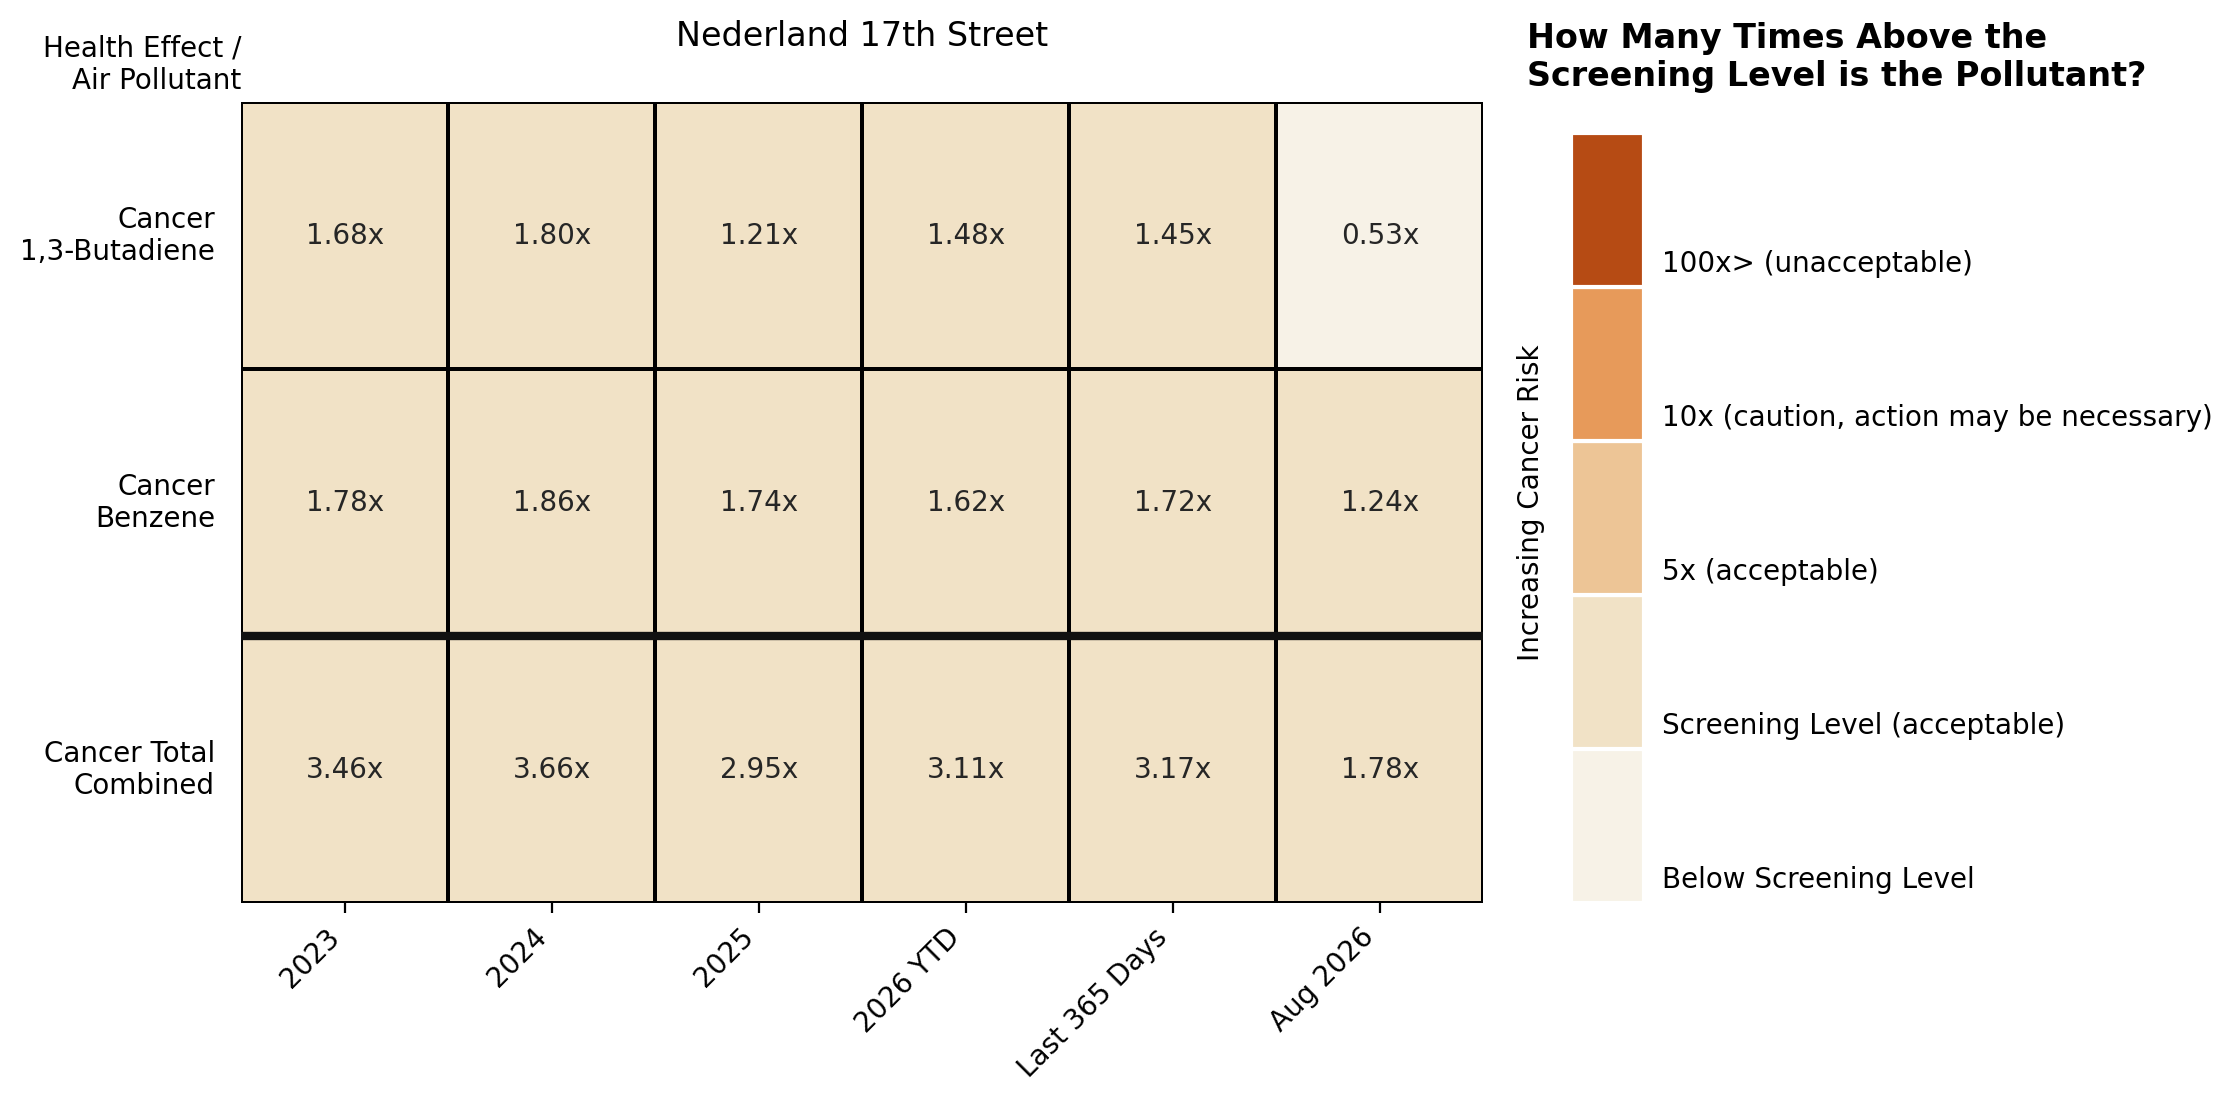 Nederland 17th Street
Health Effect /
Air Pollutant
Cancer
1,3-Butadiene
1.68x 1.80x 1.21x 1.48x 1.45x 0.53x
Cancer
Benzene
1.78x 1.86x 1.74x 1.62x 1.72x 1.24x
Cancer Total
Combined
3.46x 3.66x 2.95x 3.11x 3.17x 1.78x
2023 2024 2025 2026 YTD Last 365 Days Aug 2026
How Many Times Above the
Screening Level is the Pollutant?
Increasing Cancer Risk
100x> (unacceptable)
10x (caution, action may be necessary)
5x (acceptable)
Screening Level (acceptable)
Below Screening Level